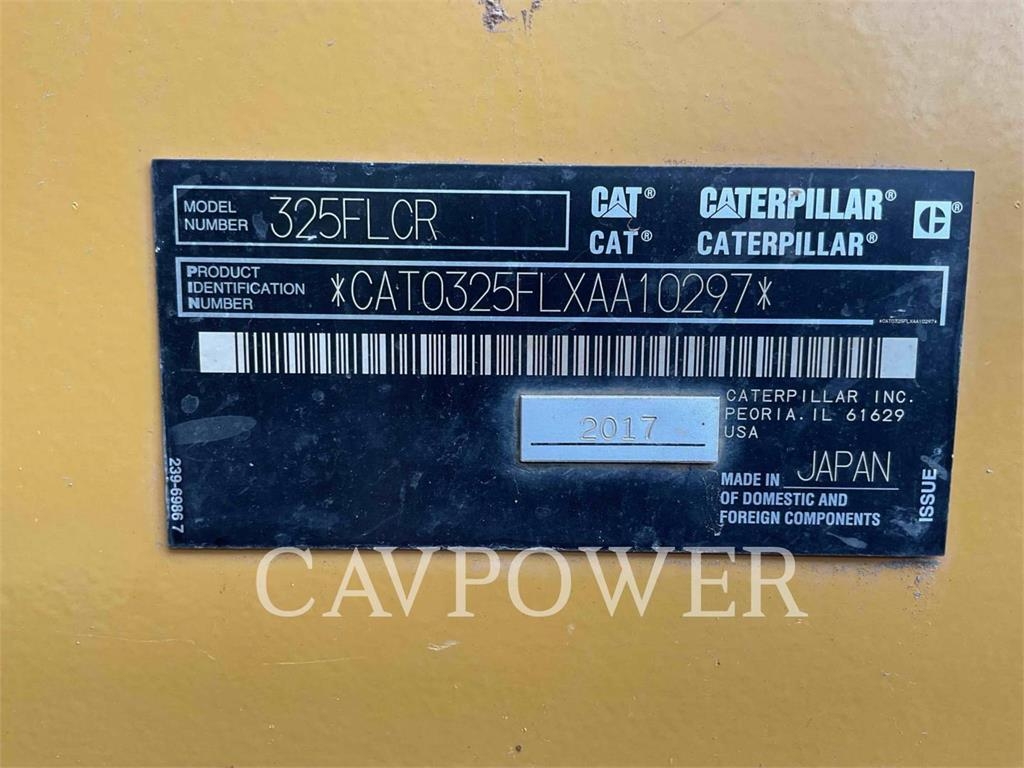 MODEL NUMBER 325FLCR
CAT® CATERPILLAR®
CAT® CATERPILLAR®
C®
PRODUCT IDENTIFICATION NUMBER *CAT0325FLXAA10297*
*CAT0325FLXAA10297*
CATERPILLAR INC.
PEORIA. IL 61629
USA
2017
MADE IN JAPAN
OF DOMESTIC AND
FOREIGN COMPONENTS
239-6986 7
ISSUE
CAVPOWER